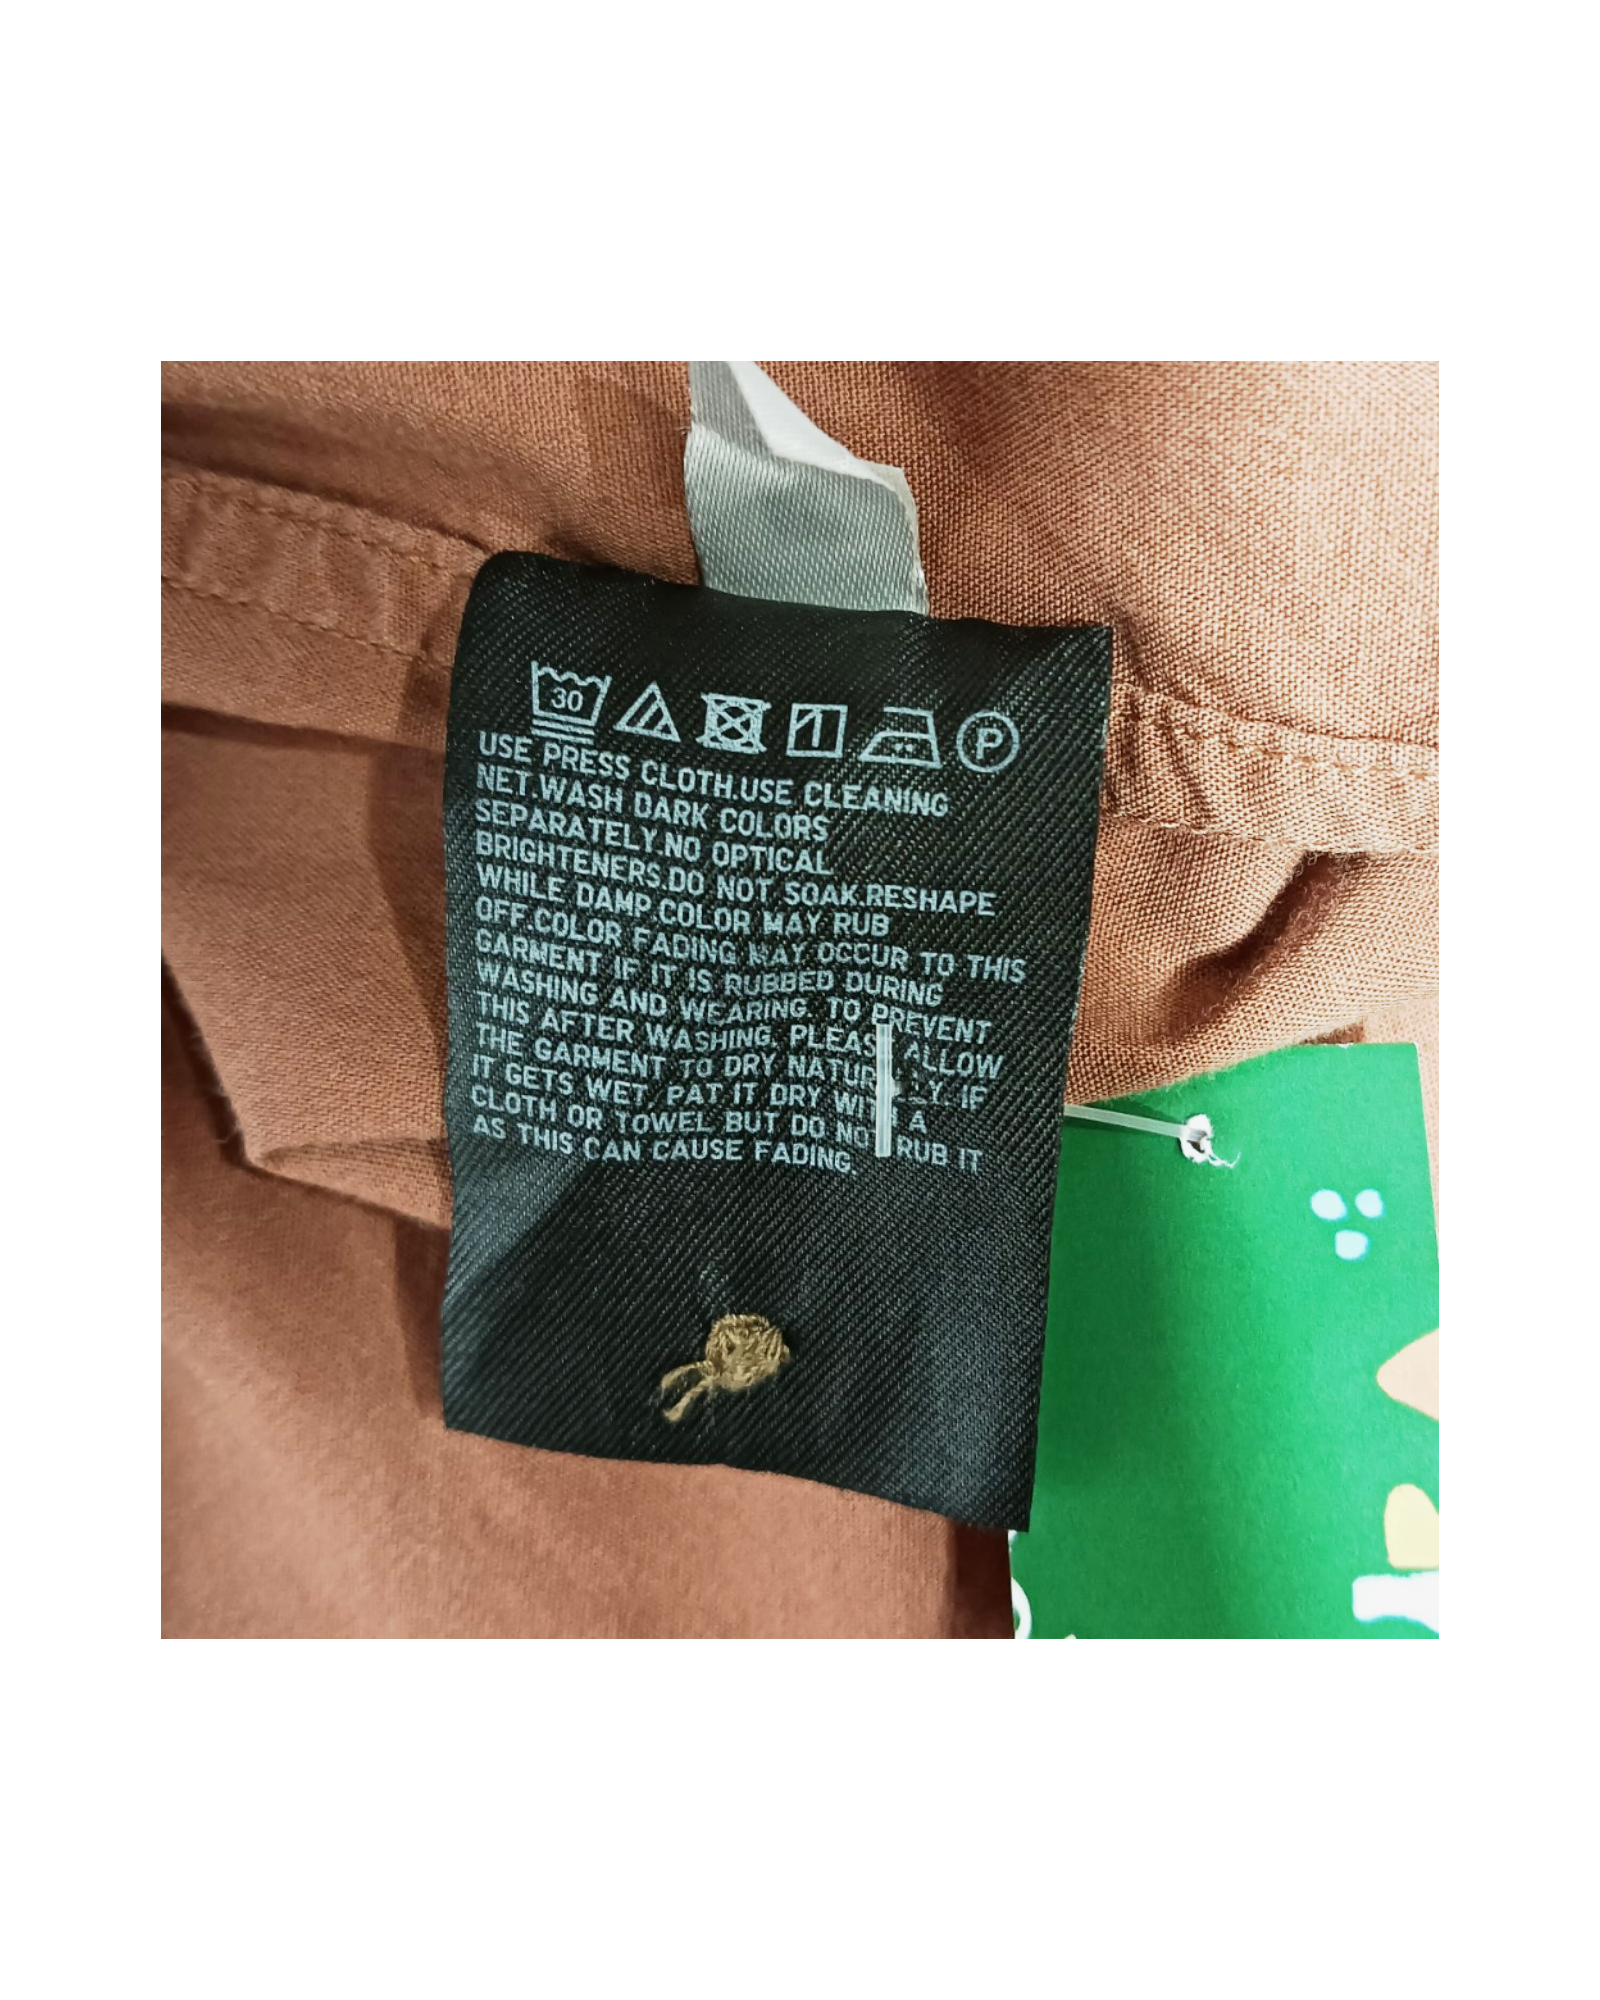 30 P
USE PRESS CLOTH.USE CLEANING
NET.WASH DARK COLORS
SEPARATELY.NO OPTICAL
BRIGHTENERS.DO NOT SOAK.RESHAPE
WHILE DAMP.COLOR MAY RUB
OFF.COLOR FADING MAY OCCUR TO THIS
GARMENT IF IT IS RUBBED DURING
WASHING AND WEARING. TO PREVENT
THIS AFTER WASHING. PLEASE ALLOW
THE GARMENT TO DRY NATURALLY. IF
IT GETS WET. PAT IT DRY WITH A
CLOTH OR TOWEL BUT DO NOT RUB IT
AS THIS CAN CAUSE FADING.